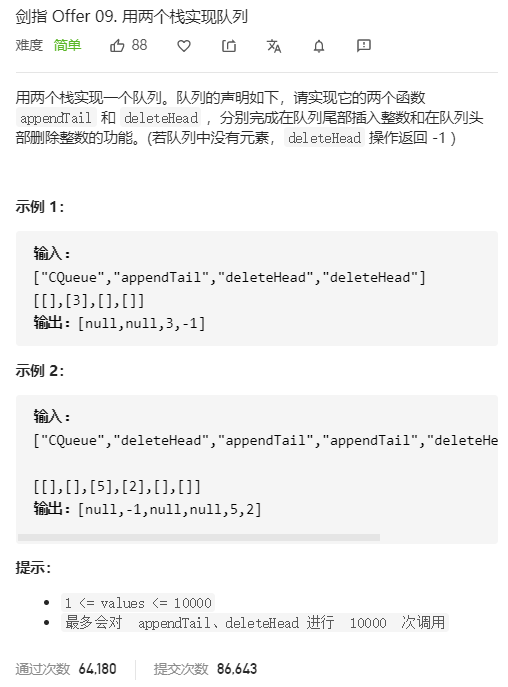 剑指 Offer 09. 用两个栈实现队列
难度 简单 88
用两个栈实现一个队列。队列的声明如下，请实现它的两个函数
appendTail 和 deleteHead ，分别完成在队列尾部插入整数和在队列头
部删除整数的功能。(若队列中没有元素，deleteHead 操作返回 -1 )
示例 1：
输入：
["CQueue","appendTail","deleteHead","deleteHead"]
[[],[3],[],[]]
输出：[null,null,3,-1]
示例 2：
输入：
["CQueue","deleteHead","appendTail","appendTail","deleteHe
[[],[],[5],[2],[],[]]
输出：[null,-1,null,null,5,2]
提示：
1 <= values <= 10000
最多会对 appendTail、deleteHead 进行 10000 次调用
通过次数 64,180 提交次数 86,643